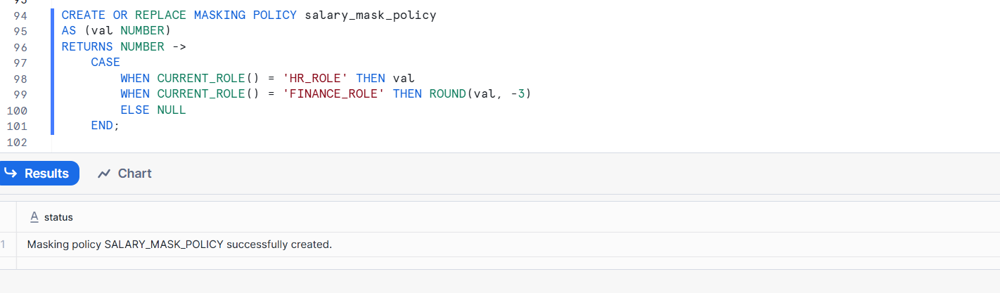 94 CREATE OR REPLACE MASKING POLICY salary_mask_policy
95 AS (val NUMBER)
96 RETURNS NUMBER ->
97 CASE
98 WHEN CURRENT_ROLE() = 'HR_ROLE' THEN val
99 WHEN CURRENT_ROLE() = 'FINANCE_ROLE' THEN ROUND(val, -3)
100 ELSE NULL
101 END;
102
Results Chart
A status
1 Masking policy SALARY_MASK_POLICY successfully created.